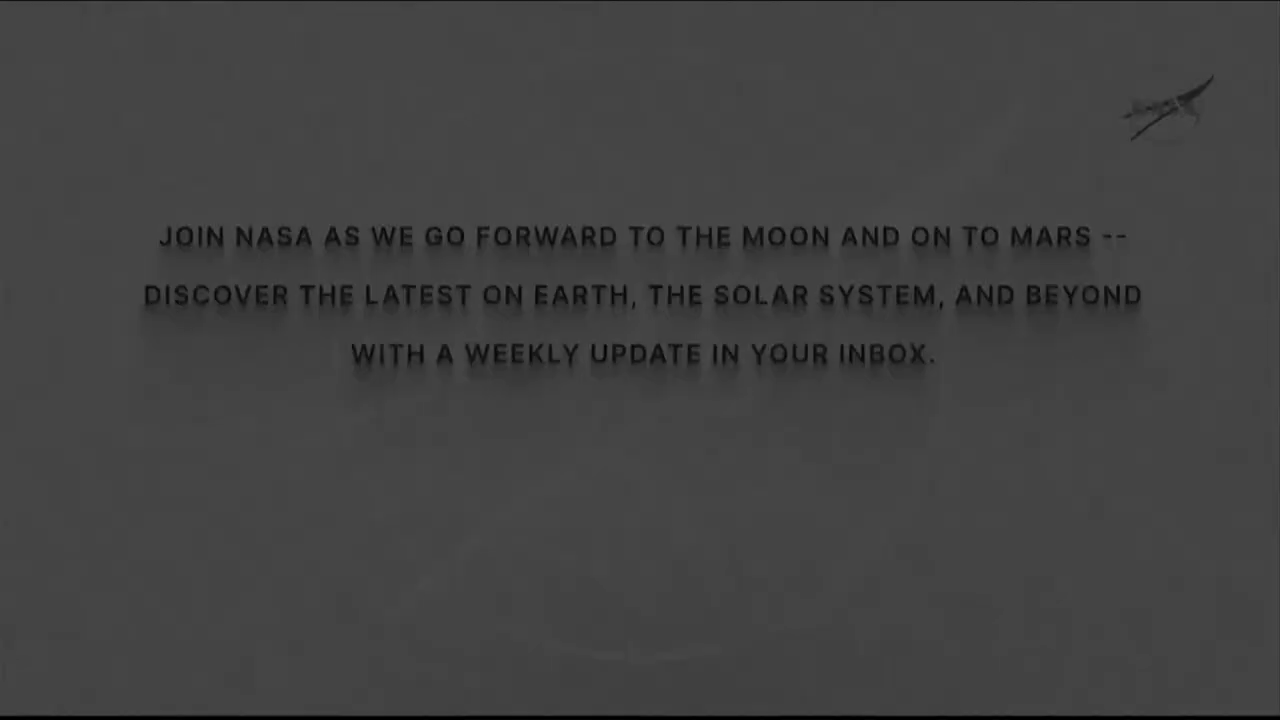 JOIN NASA AS WE GO FORWARD TO THE MOON AND ON TO MARS --
DISCOVER THE LATEST ON EARTH, THE SOLAR SYSTEM, AND BEYOND
WITH A WEEKLY UPDATE IN YOUR INBOX.